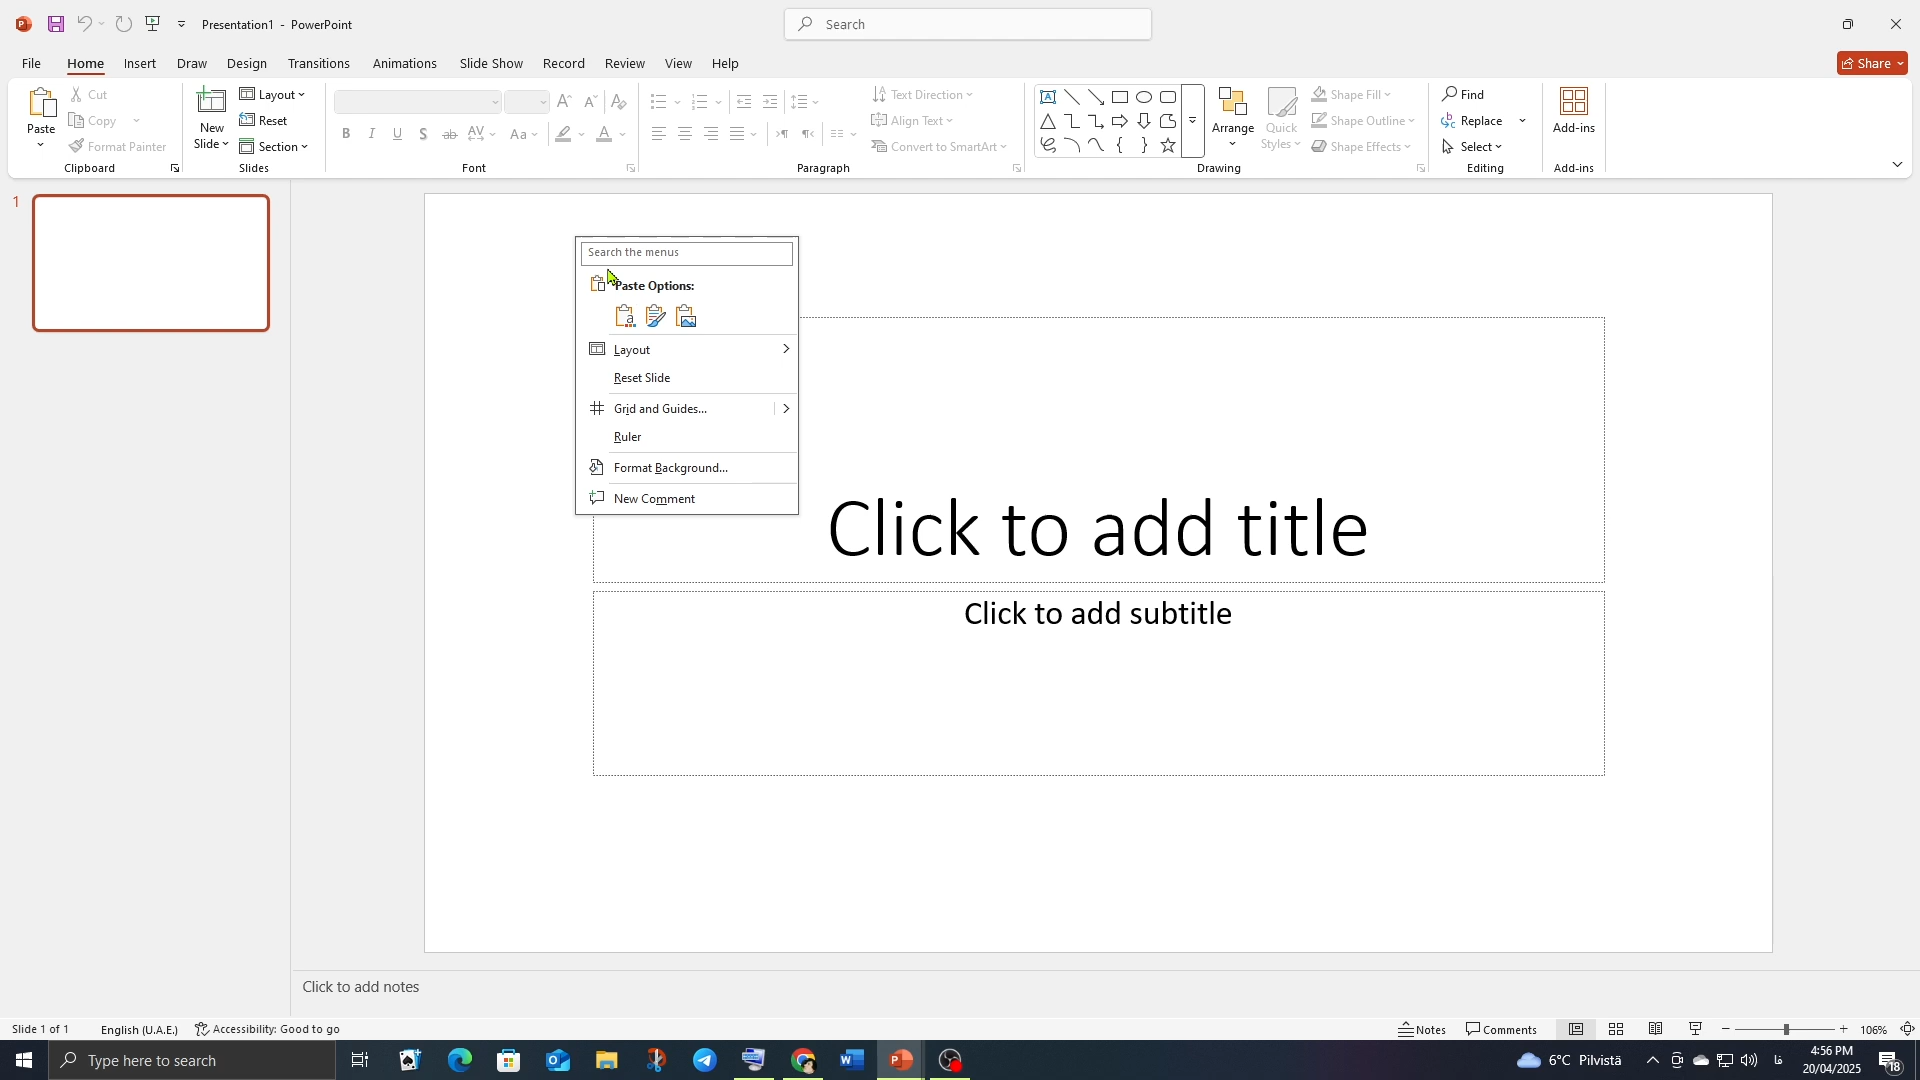 Presentation1 - PowerPoint
Search
File Home Insert Draw Design Transitions Animations Slide Show Record Review View Help
Share
Paste
Cut
Copy
Format Painter
Clipboard
New Slide
Layout
Reset
Section
Slides
Font
Paragraph
Text Direction
Align Text
Convert to SmartArt
Arrange
Quick Styles
Shape Fill
Shape Outline
Shape Effects
Drawing
Find
Replace
Select
Editing
Add-ins
Add-ins
1
Search the menus
Paste Options:
Layout
Reset Slide
Grid and Guides...
Ruler
Format Background...
New Comment
Click to add title
Click to add subtitle
Click to add notes
Slide 1 of 1 English (U.A.E.) Accessibility: Good to go
Notes Comments 106%
Type here to search
6°C Pilvistä
فا
4:56 PM
20/04/2025
18